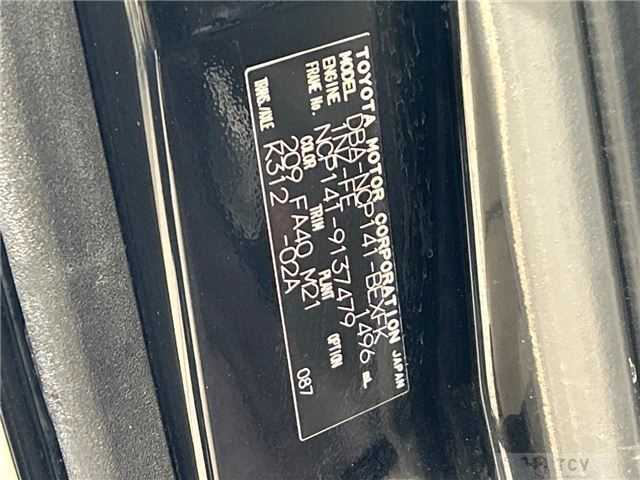 TOYOTA MOTOR CORPORATION JAPAN
MODEL DBA-NCP141-BEXFK
ENGINE 1NZ-FE 1496 mL
FRAME No. NCP141-9137479
COLOR TRIM PLANT OPTION
209 FA40 M21 087
TRANS./AXLE K312 -02A
TCV